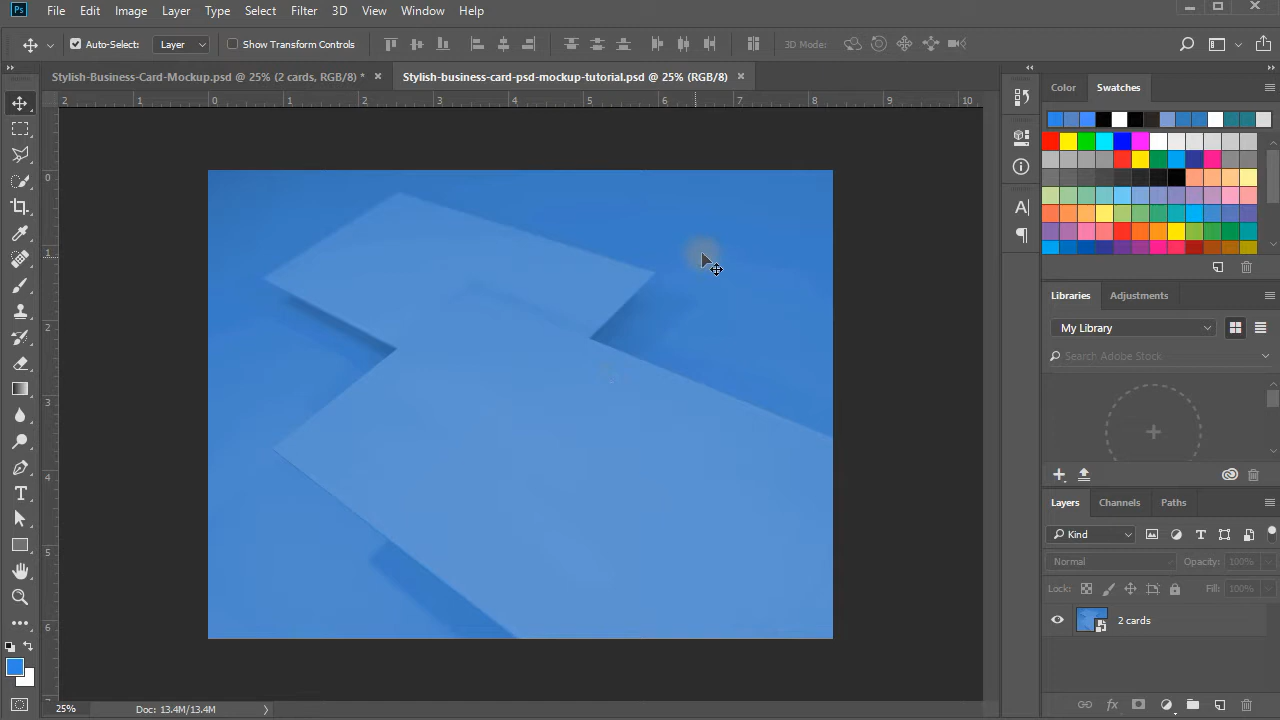 Ps File Edit Image Layer Type Select Filter 3D View Window Help
Auto-Select: Layer Show Transform Controls 3D Mode:
Stylish-Business-Card-Mockup.psd @ 25% (2 cards, RGB/8) * × Stylish-business-card-psd-mockup-tutorial.psd @ 25% (RGB/8) ×
2 1 0 1 2 3 4 5 6 7 8 9 10
Color Swatches
0
1
2
3
4
5
6
Libraries Adjustments
My Library
Search Adobe Stock
Layers Channels Paths
Kind
Normal Opacity: 100%
Lock: Fill: 100%
2 cards
25% Doc: 13.4M/13.4M